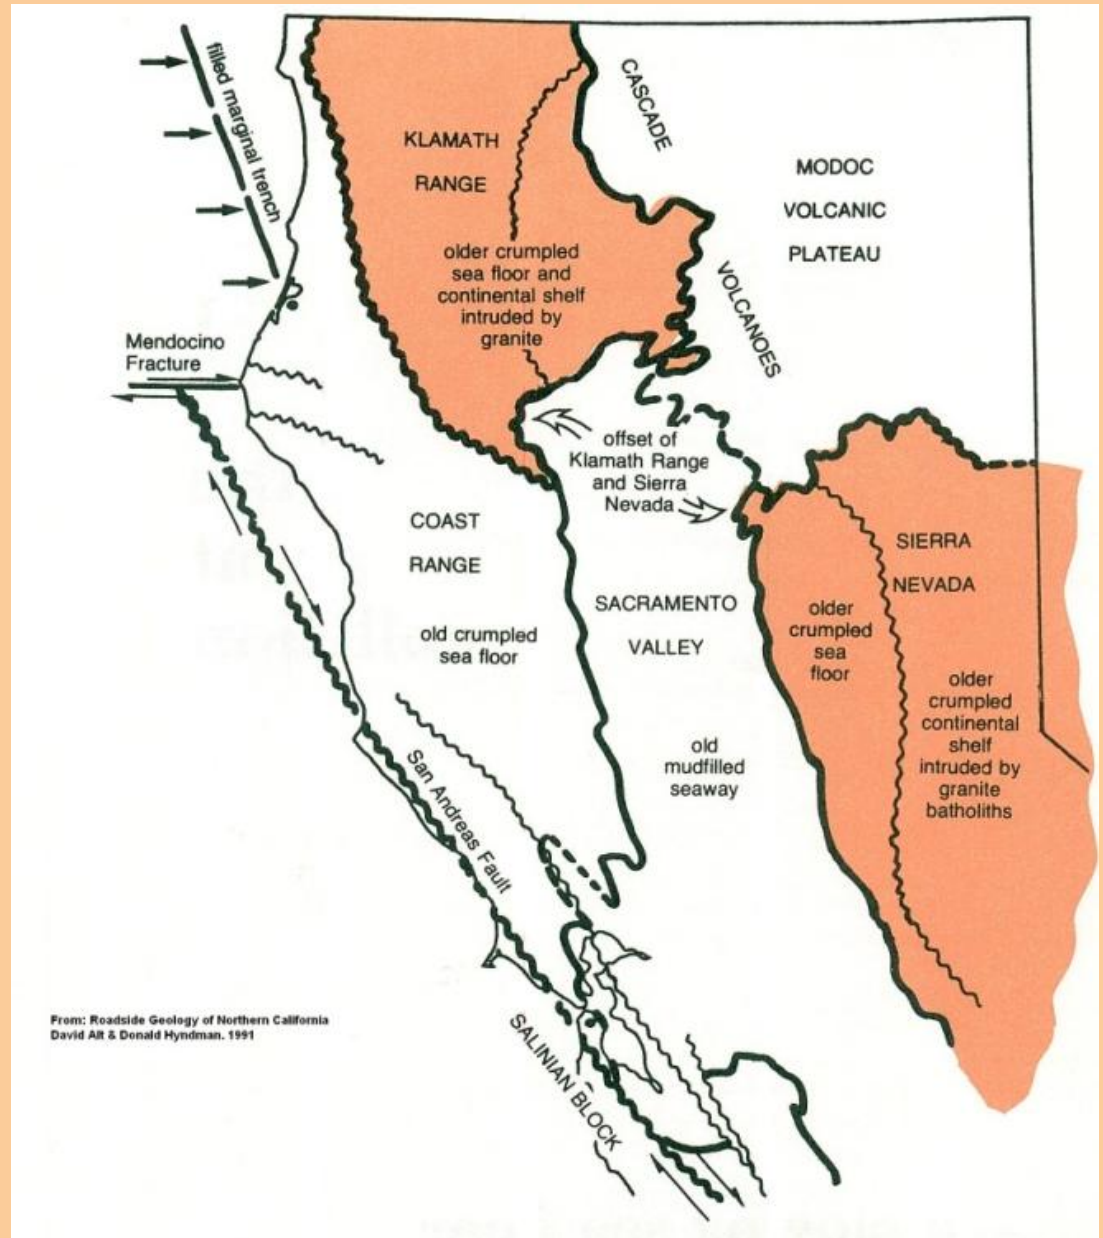 filled marginal trench
KLAMATH
RANGE
older crumpled
sea floor and
continental shelf
intruded by
granite
CASCADE
VOLCANOES
MODOC
VOLCANIC
PLATEAU
Mendocino
Fracture
offset of
Klamath Range
and Sierra
Nevada
COAST
RANGE
old crumpled
sea floor
SACRAMENTO
VALLEY
old
mudfilled
seaway
SIERRA
NEVADA
older
crumpled
sea
floor
older
crumpled
continental
shelf
intruded by
granite
batholiths
San Andreas Fault
SALINIAN BLOCK
From: Roadside Geology of Northern California
David Alt & Donald Hyndman. 1991